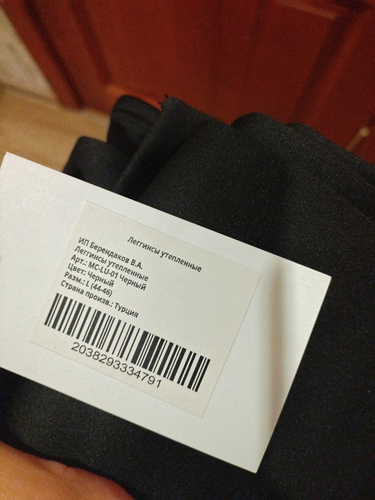 Леггинсы утепленные
ИП Берендаков В.А.
Леггинсы утепленные
Арт.: MC-LU-01 Черный
Цвет: Черный
Разм.: L (44-46)
Страна произв.: Турция
2038293334791